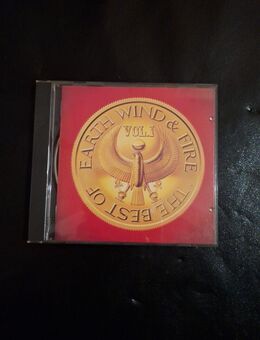 THE BEST OF EARTH WIND & FIRE
VOL.I